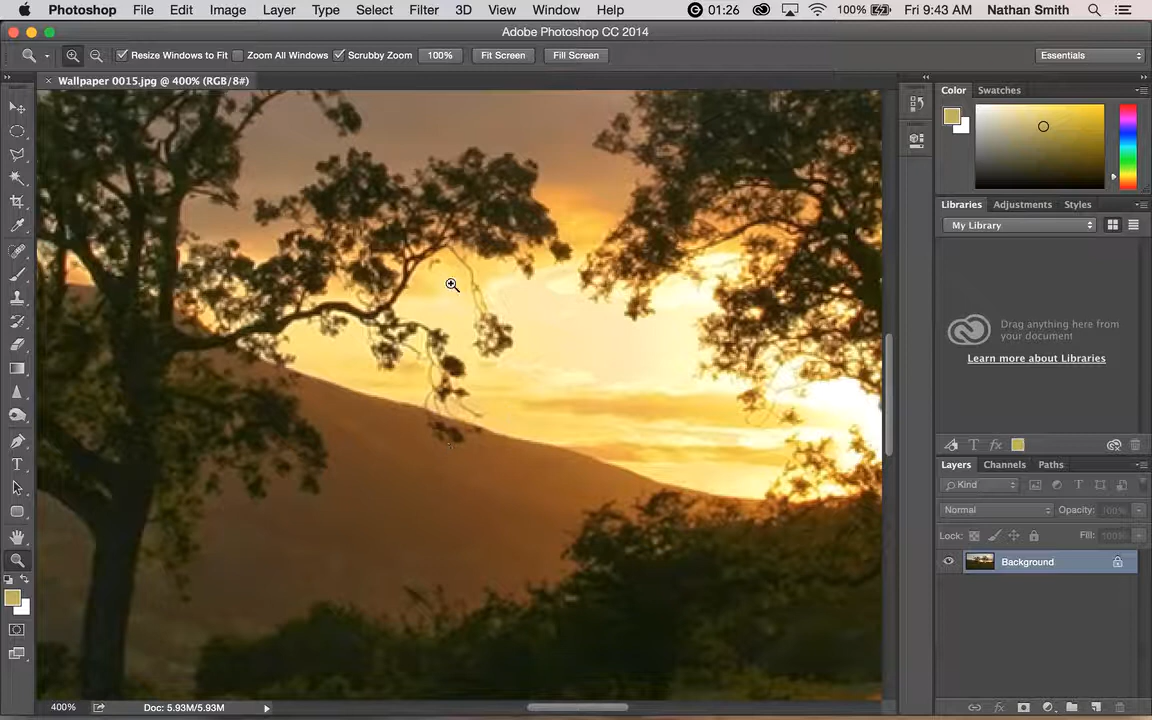 Photoshop File Edit Image Layer Type Select Filter 3D View Window Help 01:26 100% Fri 9:43 AM Nathan Smith
Adobe Photoshop CC 2014
Resize Windows to Fit Zoom All Windows Scrubby Zoom 100% Fit Screen Fill Screen Essentials
× Wallpaper 0015.jpg @ 400% (RGB/8#)
Color Swatches
Libraries Adjustments Styles
My Library
Drag anything here from
your document
Learn more about Libraries
T fx
Layers Channels Paths
Kind T
Normal Opacity: 100%
Lock: Fill: 100%
Background
T
400% Doc: 5.93M/5.93M
fx